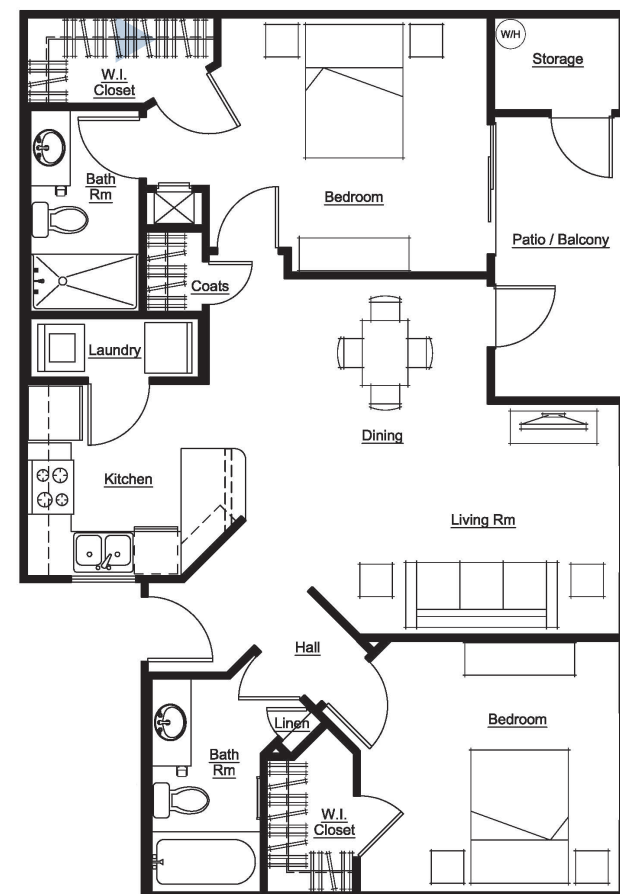 W/H
Storage
W.I.
Closet
Bath
Rm
Bedroom
Patio / Balcony
Coats
Laundry
Dining
Kitchen
Living Rm
Hall
Linen
Bedroom
Bath
Rm
W.I.
Closet